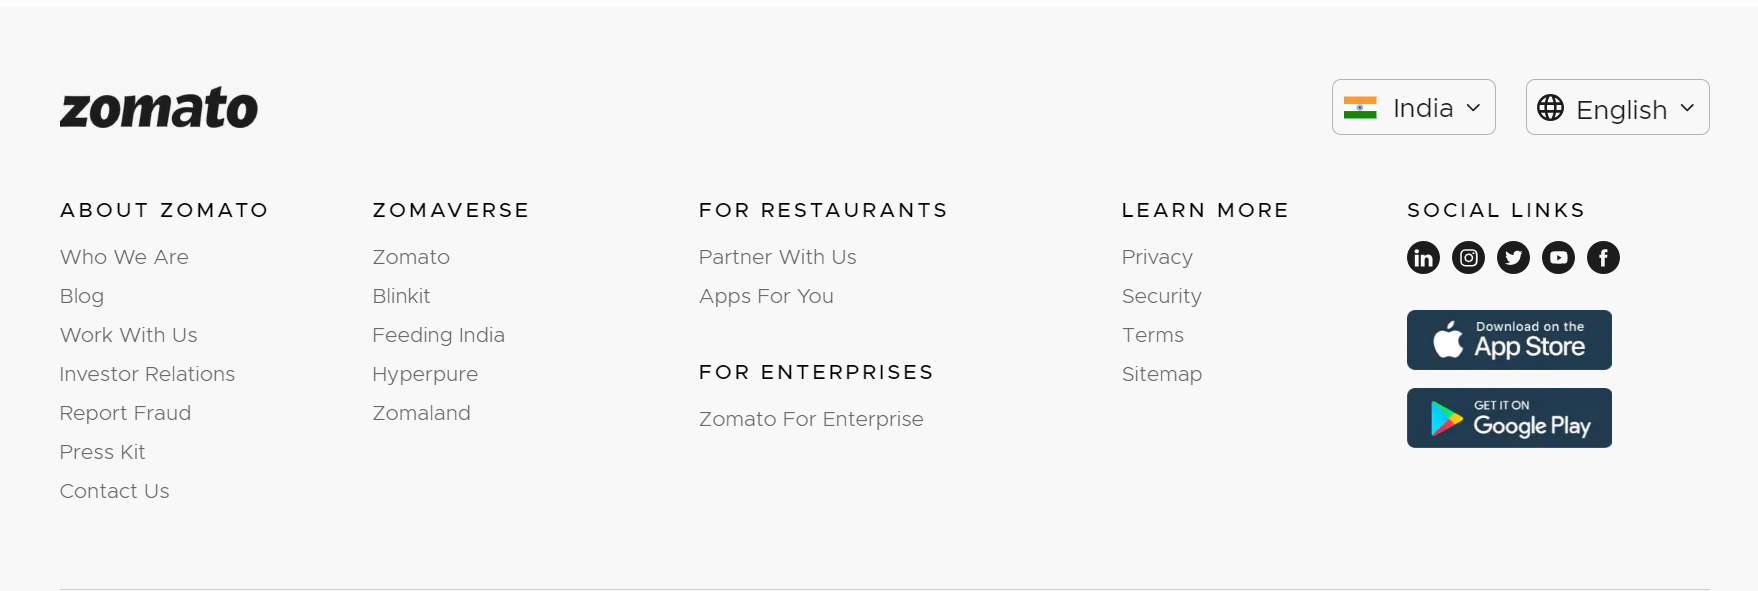 zomato
India
English
ABOUT ZOMATO
Who We Are
Blog
Work With Us
Investor Relations
Report Fraud
Press Kit
Contact Us
ZOMAVERSE
Zomato
Blinkit
Feeding India
Hyperpure
Zomaland
FOR RESTAURANTS
Partner With Us
Apps For You
FOR ENTERPRISES
Zomato For Enterprise
LEARN MORE
Privacy
Security
Terms
Sitemap
SOCIAL LINKS
Download on the
App Store
GET IT ON
Google Play